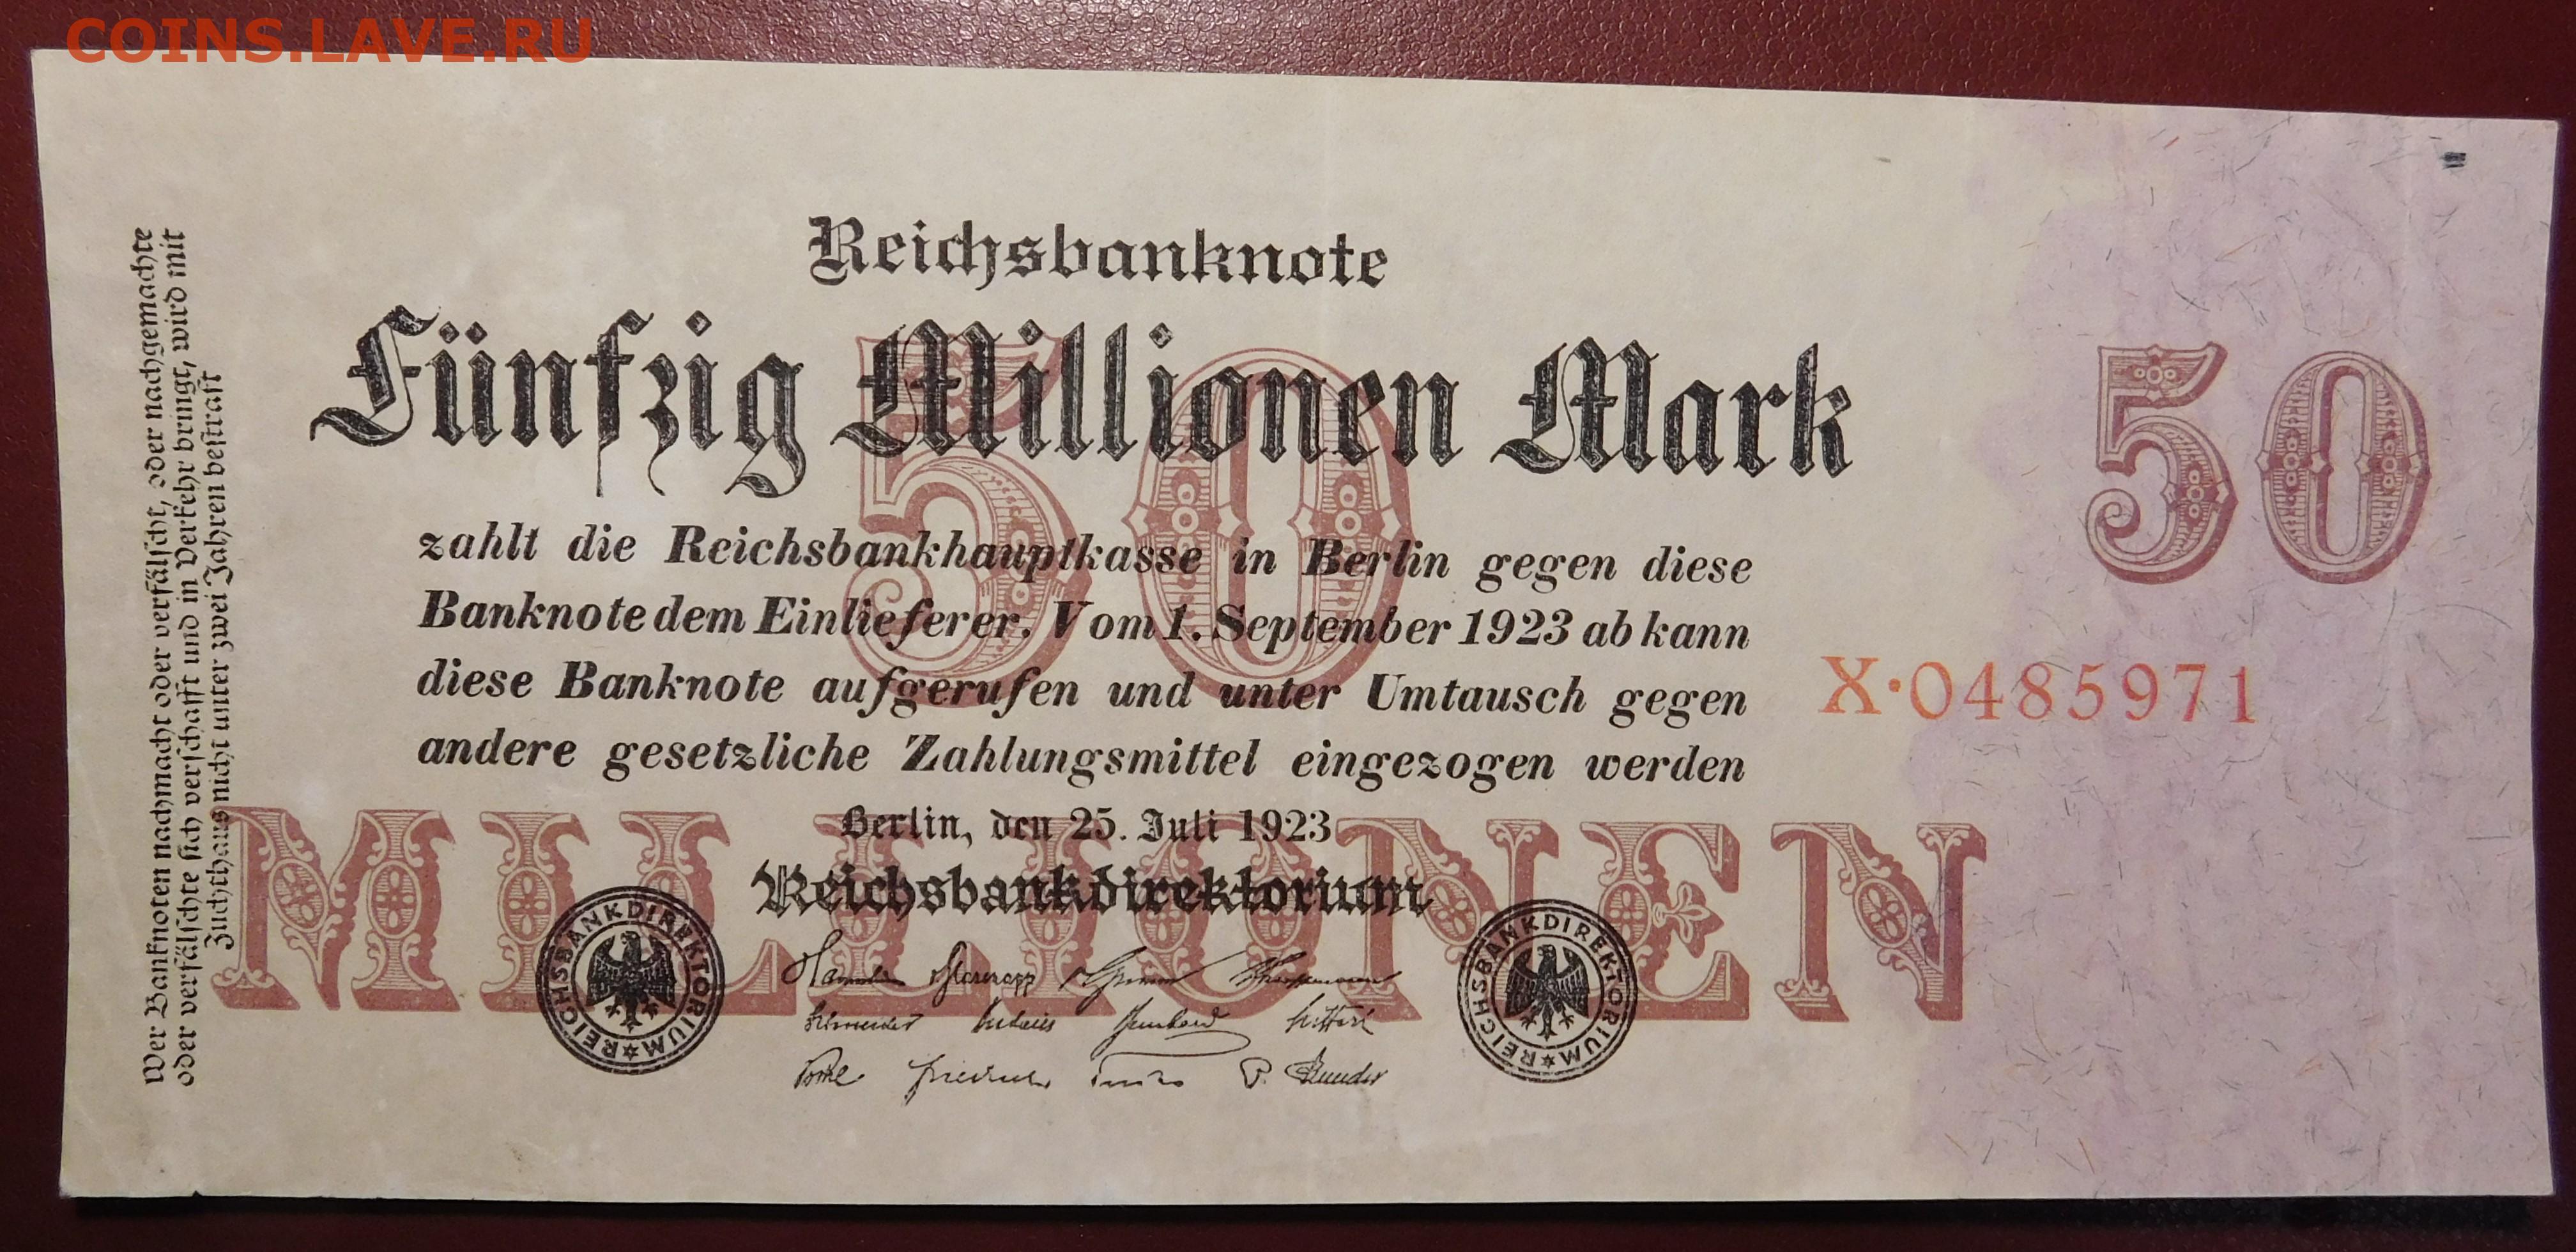 COINS.LAVE.RU
Reichsbanknote
Fünfzig Millionen Mark
50
50
zahlt die Reichsbankhauptkasse in Berlin gegen diese
Banknote dem Einlieferer. Vom 1. September 1923 ab kann
diese Banknote aufgerufen und unter Umtausch gegen
andere gesetzliche Zahlungsmittel eingezogen werden
X·0485971
MILLIONEN
Berlin, den 25. Juli 1923
Reichsbankdirektorium
REICHSBANKDIREKTORIUM
REICHSBANKDIREKTORIUM
Wer Banknoten nachmacht oder verfälscht, oder nachgemachte
oder verfälschte sich verschafft und in Verkehr bringt, wird mit
Zuchthaus nicht unter zwei Jahren bestraft